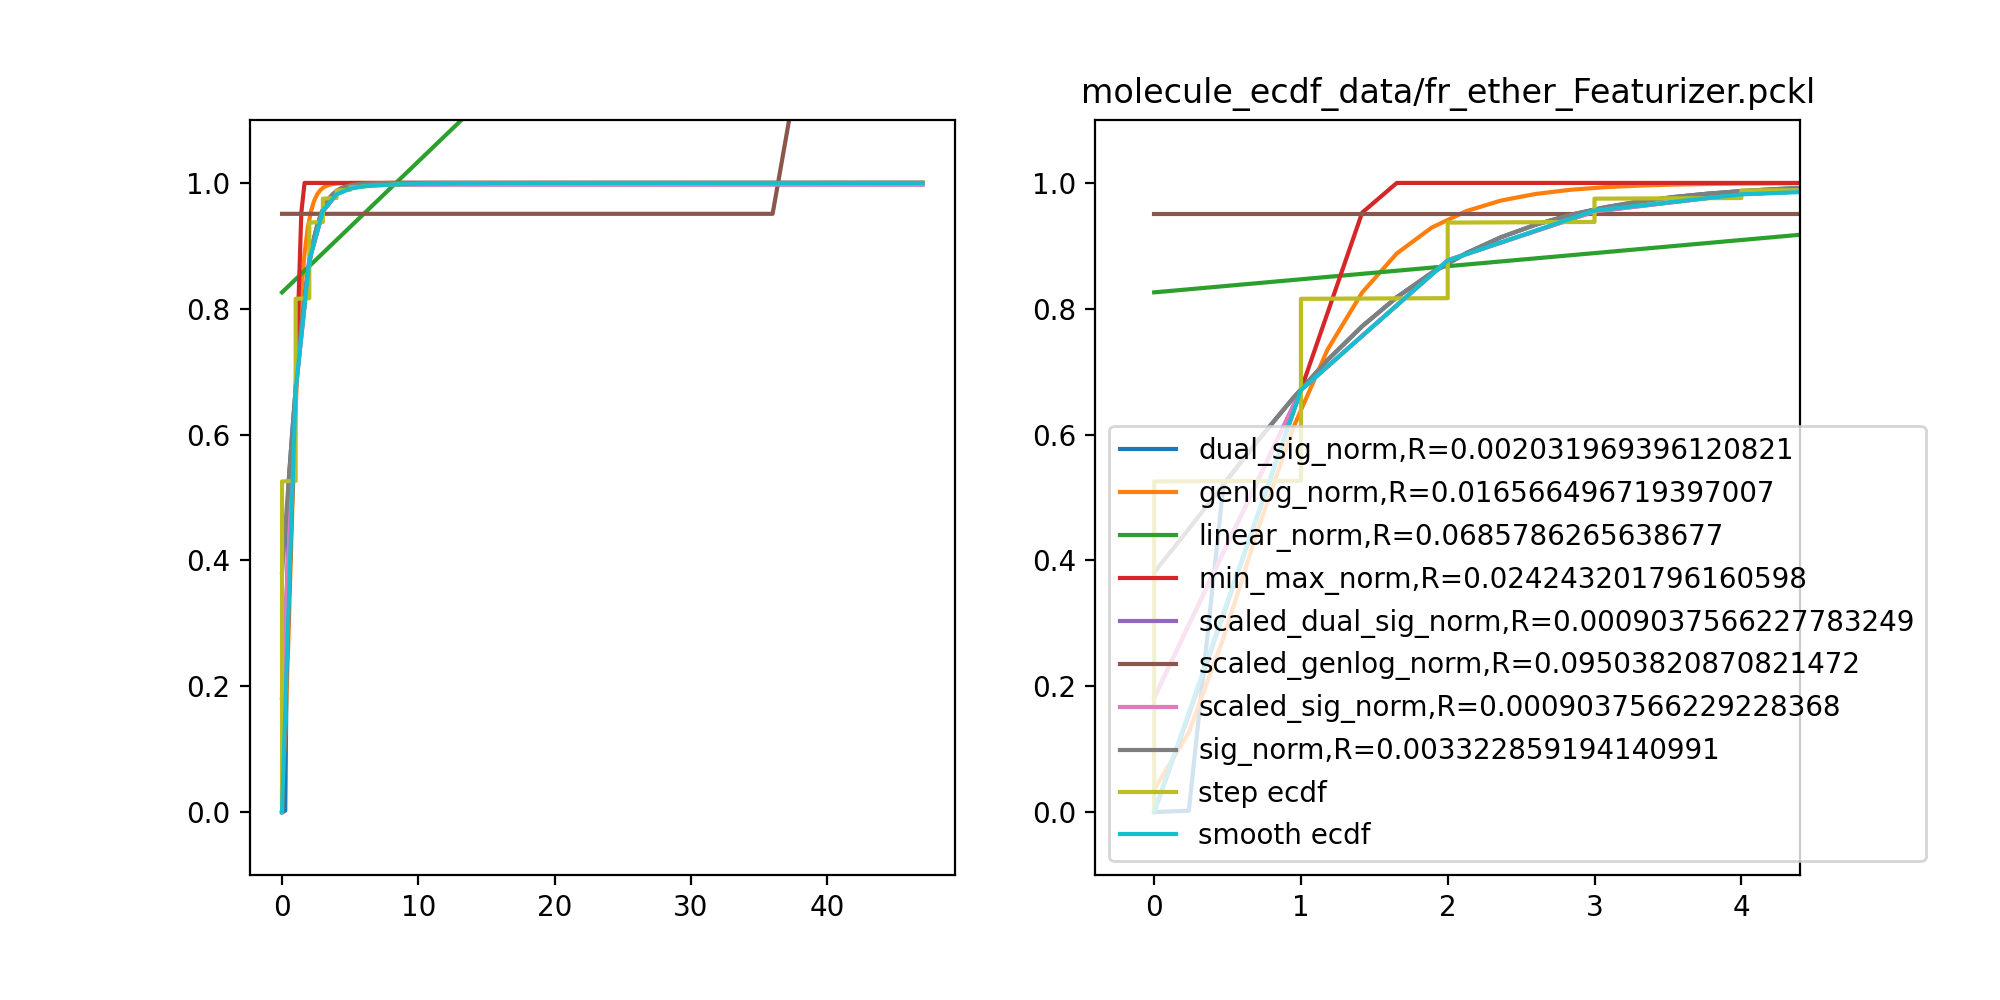 molecule_ecdf_data/fr_ether_Featurizer.pckl
1.0
0.8
0.6
0.4
0.2
0.0
0 10 20 30 40
1.0
0.8
0.6
0.4
0.2
0.0
0 1 2 3 4
dual_sig_norm,R=0.002031969396120821
genlog_norm,R=0.016566496719397007
linear_norm,R=0.0685786265638677
min_max_norm,R=0.024243201796160598
scaled_dual_sig_norm,R=0.0009037566227783249
scaled_genlog_norm,R=0.09503820870821472
scaled_sig_norm,R=0.0009037566229228368
sig_norm,R=0.003322859194140991
step ecdf
smooth ecdf